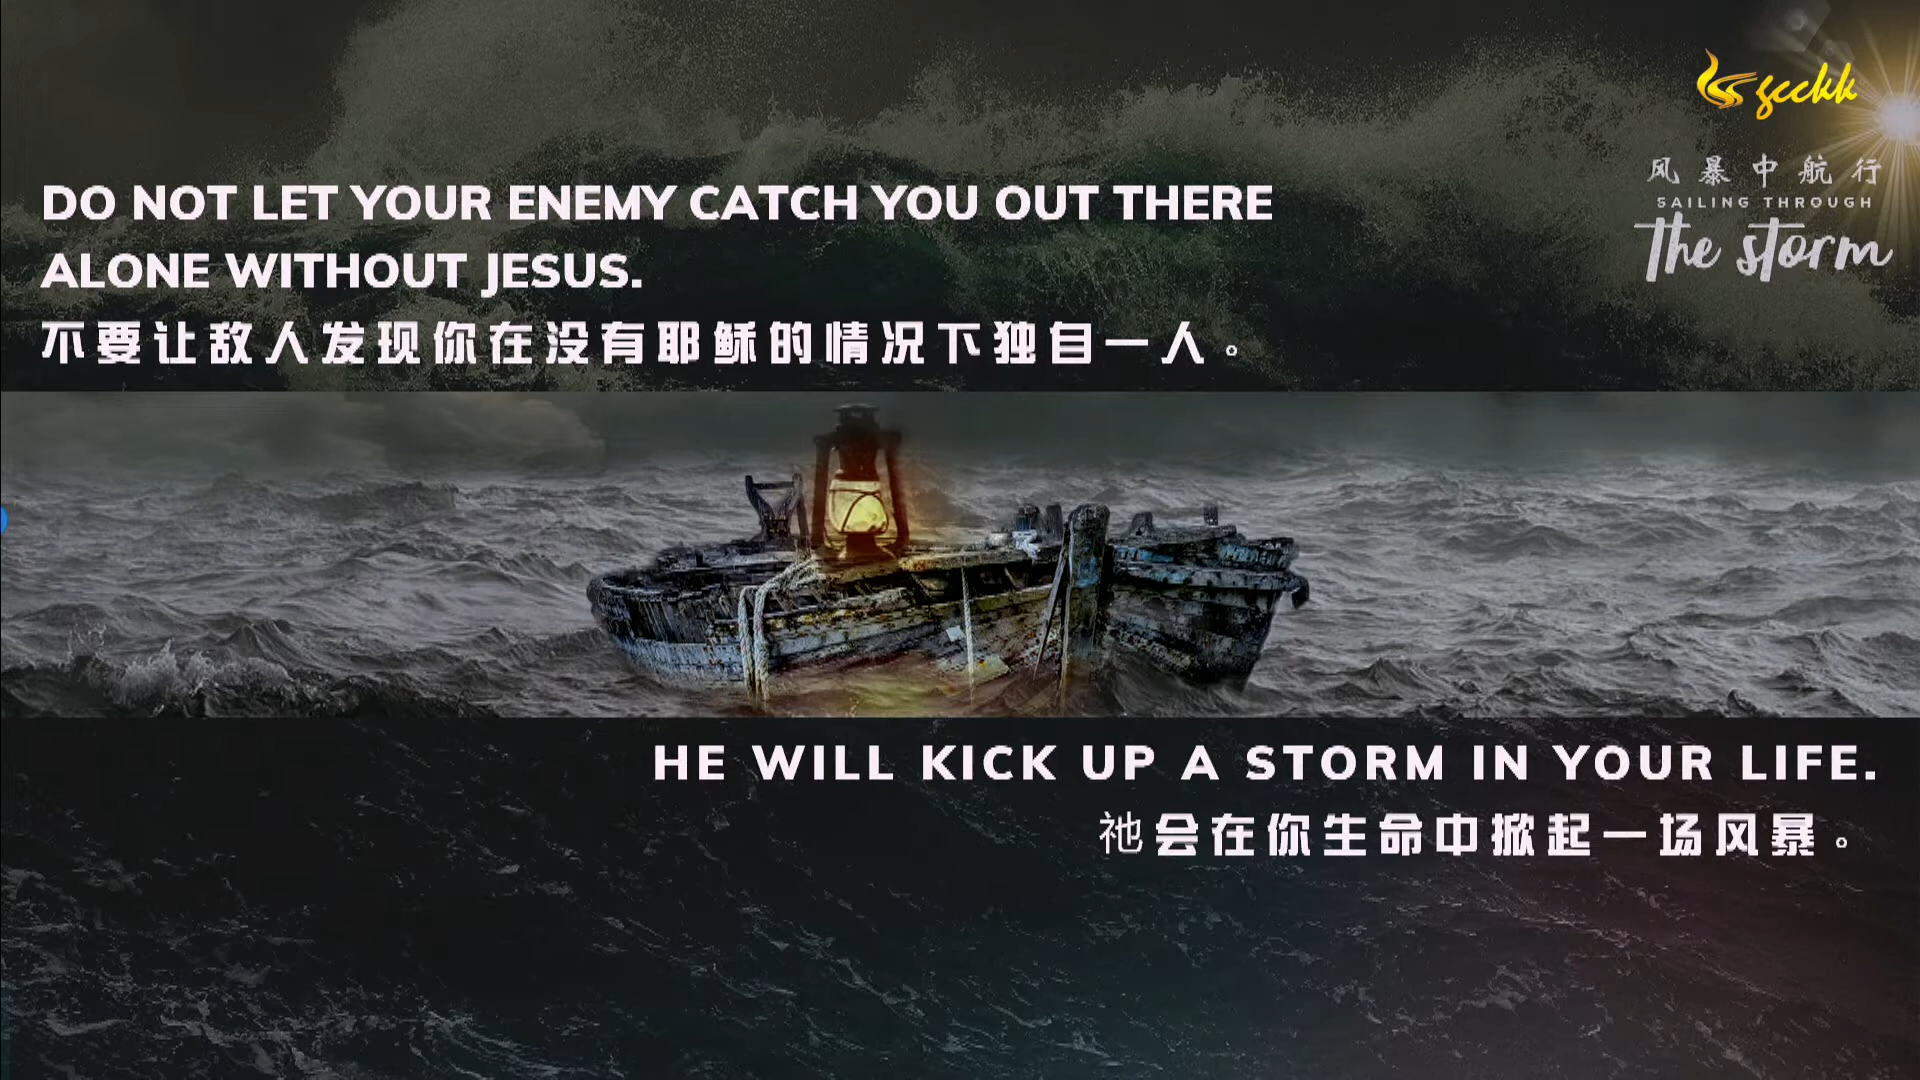 gcckk
风暴中航行
SAILING THROUGH
The storm
DO NOT LET YOUR ENEMY CATCH YOU OUT THERE
ALONE WITHOUT JESUS.
不要让敌人发现你在没有耶稣的情况下独自一人。
HE WILL KICK UP A STORM IN YOUR LIFE.
祂会在你生命中掀起一场风暴。